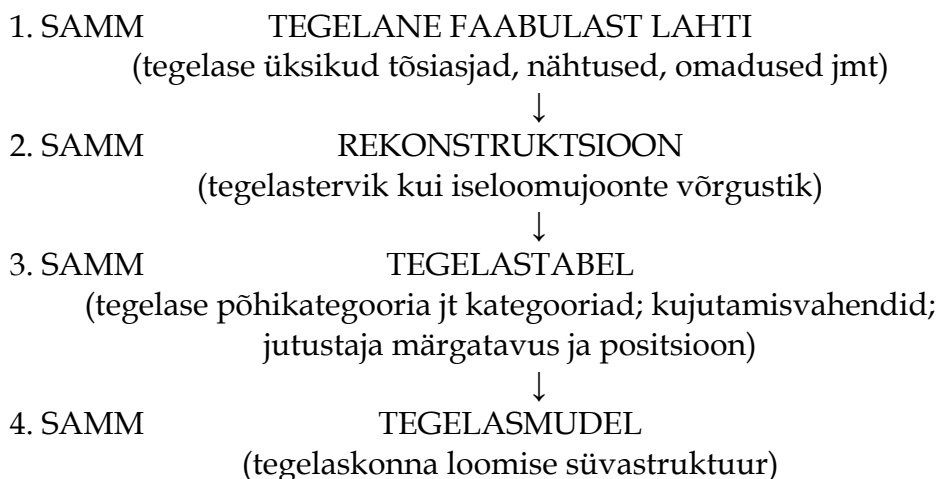 1. SAMM TEGELANE FAABULAST LAHTI
(tegelase üksikud tõsiasjad, nähtused, omadused jmt)
↓
2. SAMM REKONSTRUKTSIOON
(tegelastervik kui iseloomujoonte võrgustik)
↓
3. SAMM TEGELASTABEL
(tegelase põhikategooria jt kategooriad; kujutamisvahendid;
jutustaja märgatavus ja positsioon)
↓
4. SAMM TEGELASMUDEL
(tegelaskonna loomise süvastruktuur)